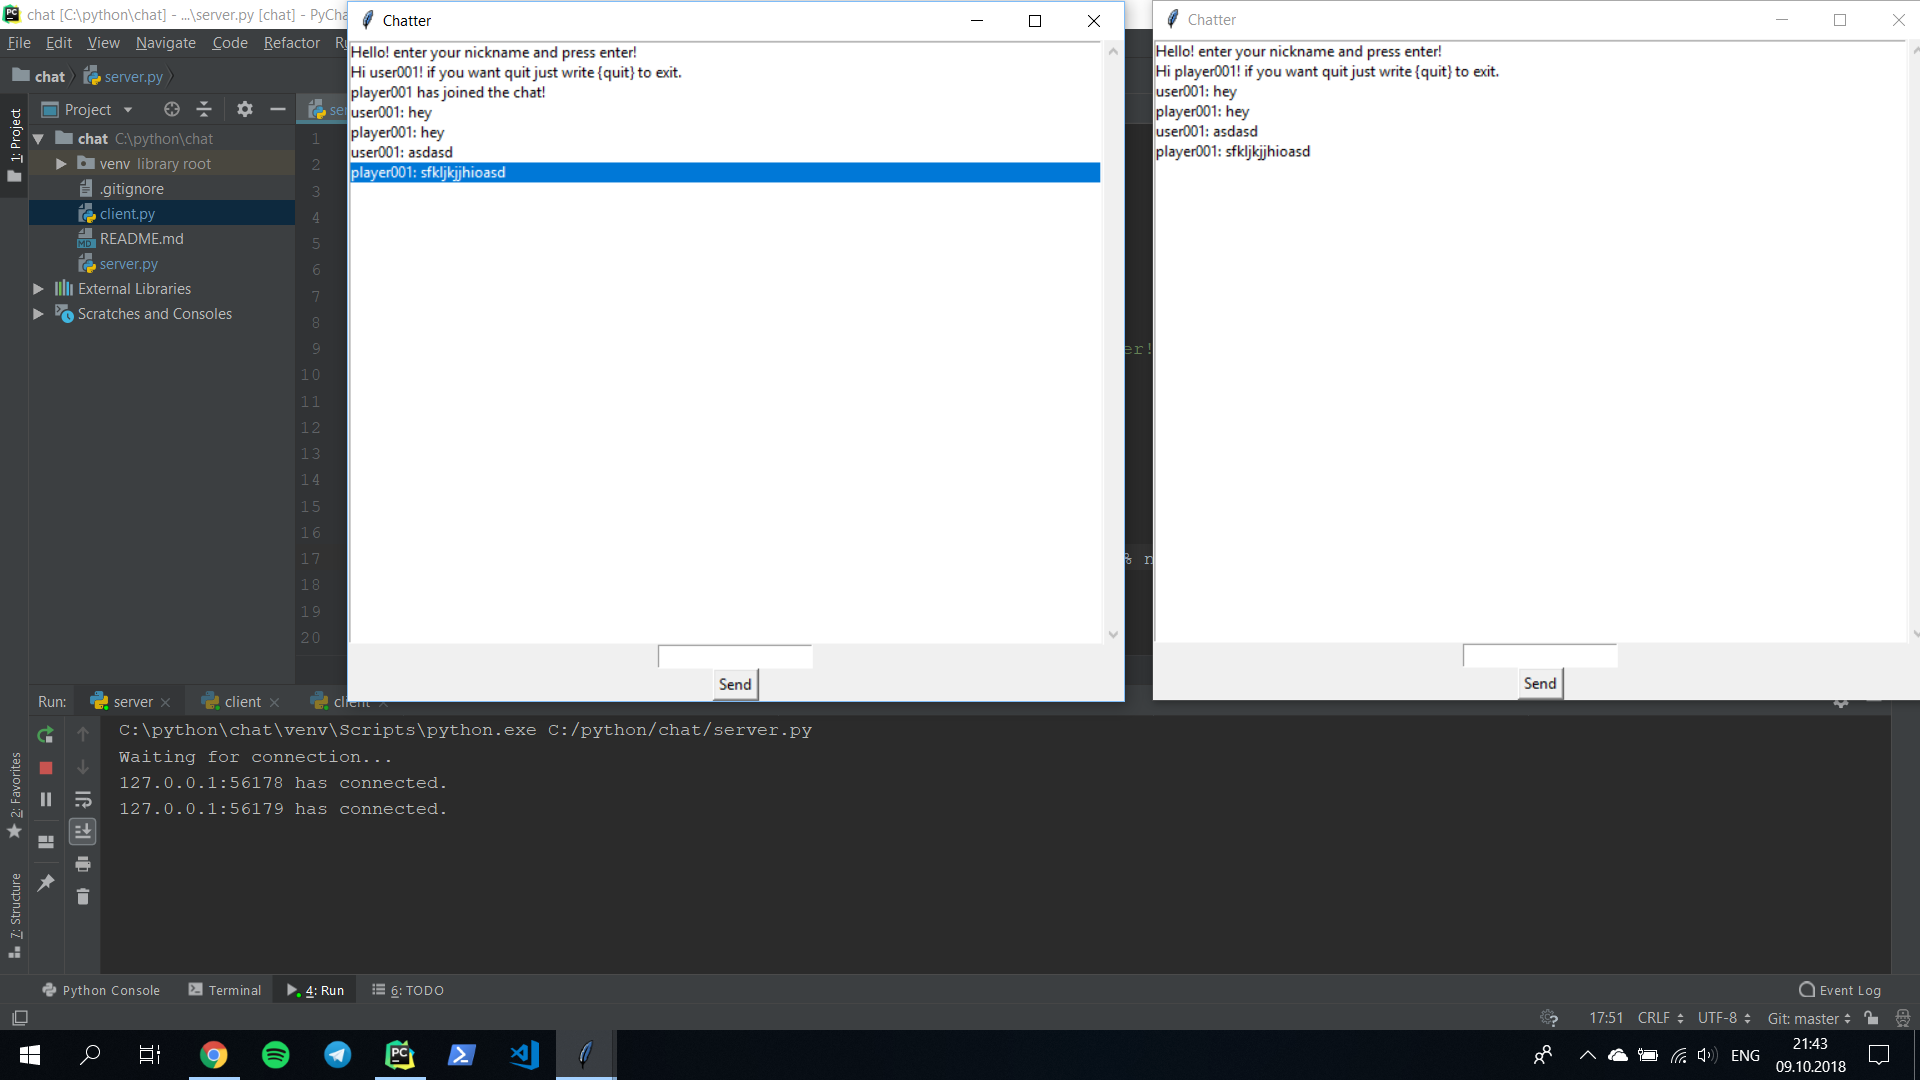 chat [C:\python\chat] - ...\server.py [chat] - PyCha
File Edit View Navigate Code Refactor
chat server.py
Project
1: Project
chat C:\python\chat
venv library root
.gitignore
client.py
README.md
server.py
External Libraries
Scratches and Consoles
1
2
3
4
5
6
7
8
9
10
11
12
13
14
15
16
17
18
19
20
er!
% n
Chatter
Hello! enter your nickname and press enter!
Hi user001! if you want quit just write {quit} to exit.
player001 has joined the chat!
user001: hey
player001: hey
user001: asdasd
player001: sfkljkjjhioasd
Send
Chatter
Hello! enter your nickname and press enter!
Hi player001! if you want quit just write {quit} to exit.
user001: hey
player001: hey
user001: asdasd
player001: sfkljkjjhioasd
Send
Run: server client client
C:\python\chat\venv\Scripts\python.exe C:/python/chat/server.py
Waiting for connection...
127.0.0.1:56178 has connected.
127.0.0.1:56179 has connected.
2: Favorites
7: Structure
Python Console Terminal 4: Run 6: TODO Event Log
17:51 CRLF UTF-8 Git: master
ENG
21:43
09.10.2018